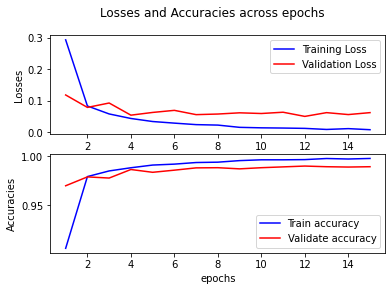 Losses and Accuracies across epochs
0.3
0.2
0.1
0.0
Losses
Training Loss
Validation Loss
2 4 6 8 10 12 14
1.00
0.95
Accuracies
Train accuracy
Validate accuracy
2 4 6 8 10 12 14
epochs